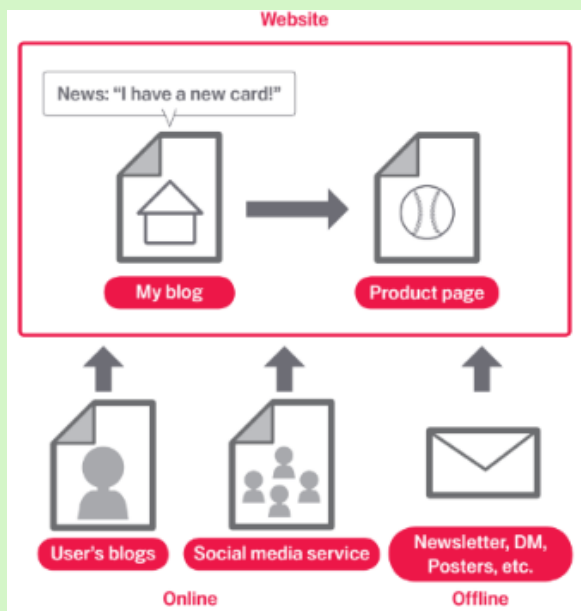 Website
News: “I have a new card!”
My blog
Product page
User's blogs
Social media service
Newsletter, DM,
Posters, etc.
Online
Offline